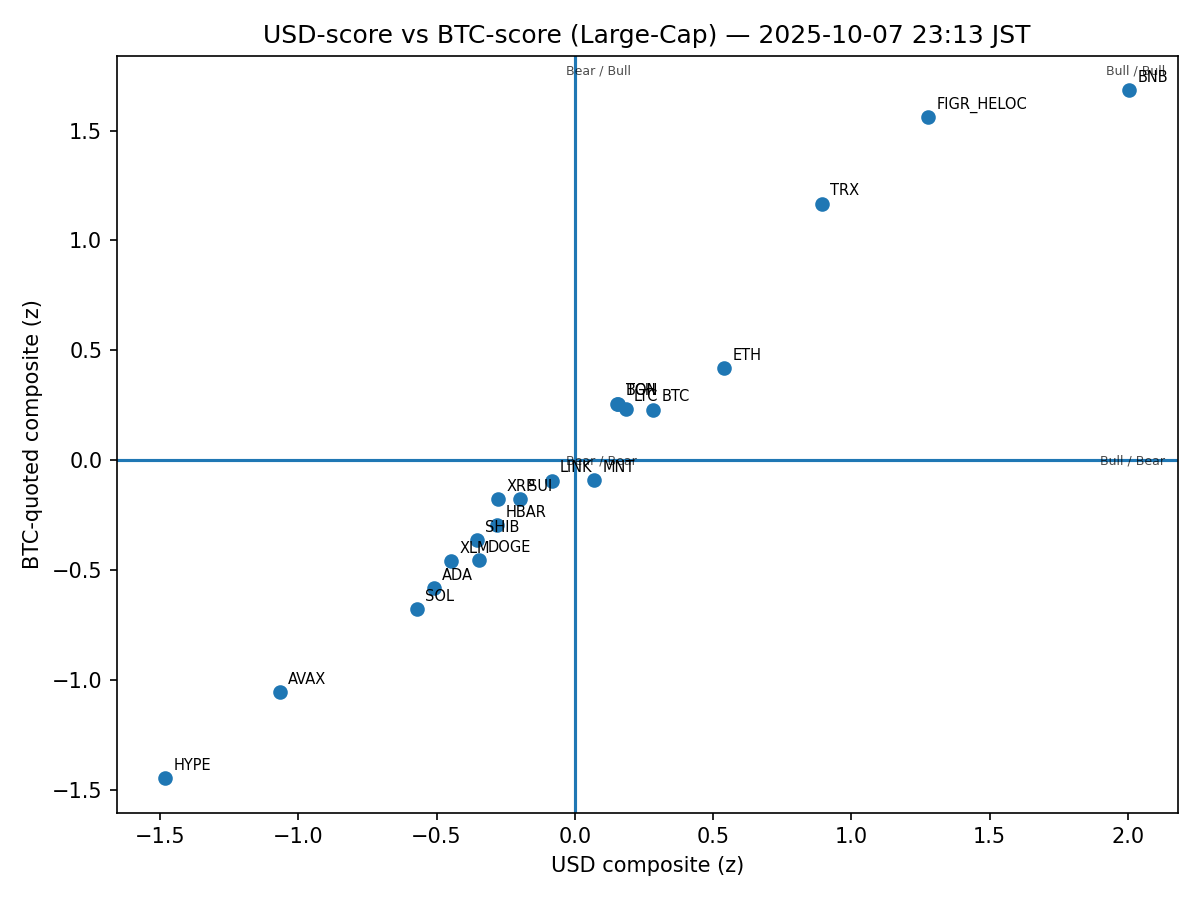 USD-score vs BTC-score (Large-Cap) — 2025-10-07 23:13 JST
Bear / Bull
Bull / Bull
BNB
FIGR_HELOC
TRX
ETH
TON
LTC
BTC
Bear / Bear
Bull / Bear
LINK
MNT
XRP
SUI
HBAR
SHIB
XLM
DOGE
ADA
SOL
AVAX
HYPE
1.5
1.0
0.5
0.0
−0.5
−1.0
−1.5
−1.5
−1.0
−0.5
0.0
0.5
1.0
1.5
2.0
USD composite (z)
BTC-quoted composite (z)